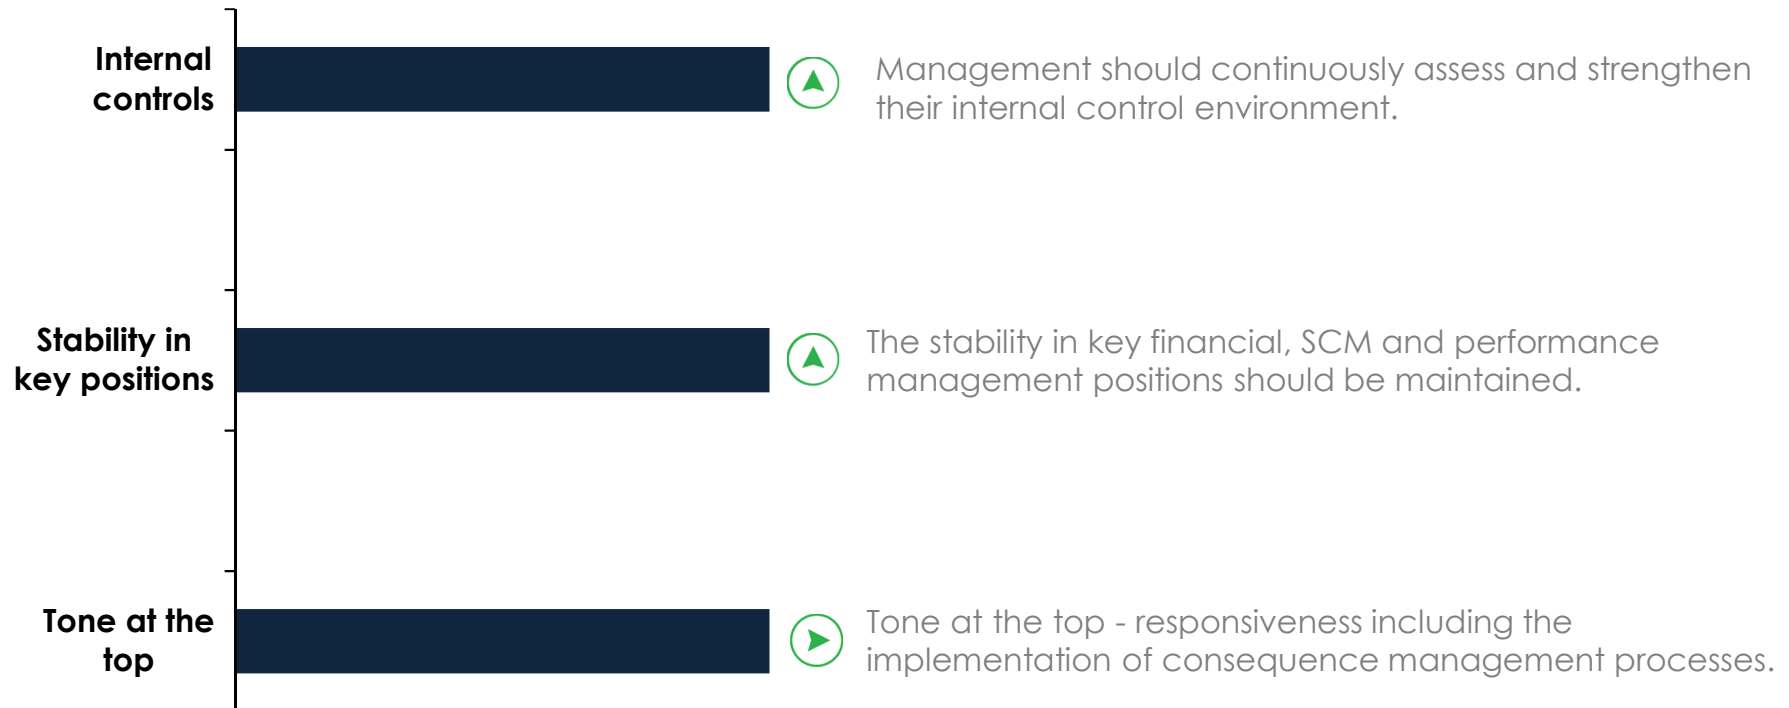 Internal
controls
Management should continuously assess and strengthen
their internal control environment.
Stability in
key positions
The stability in key financial, SCM and performance
management positions should be maintained.
Tone at the
top
Tone at the top - responsiveness including the
implementation of consequence management processes.